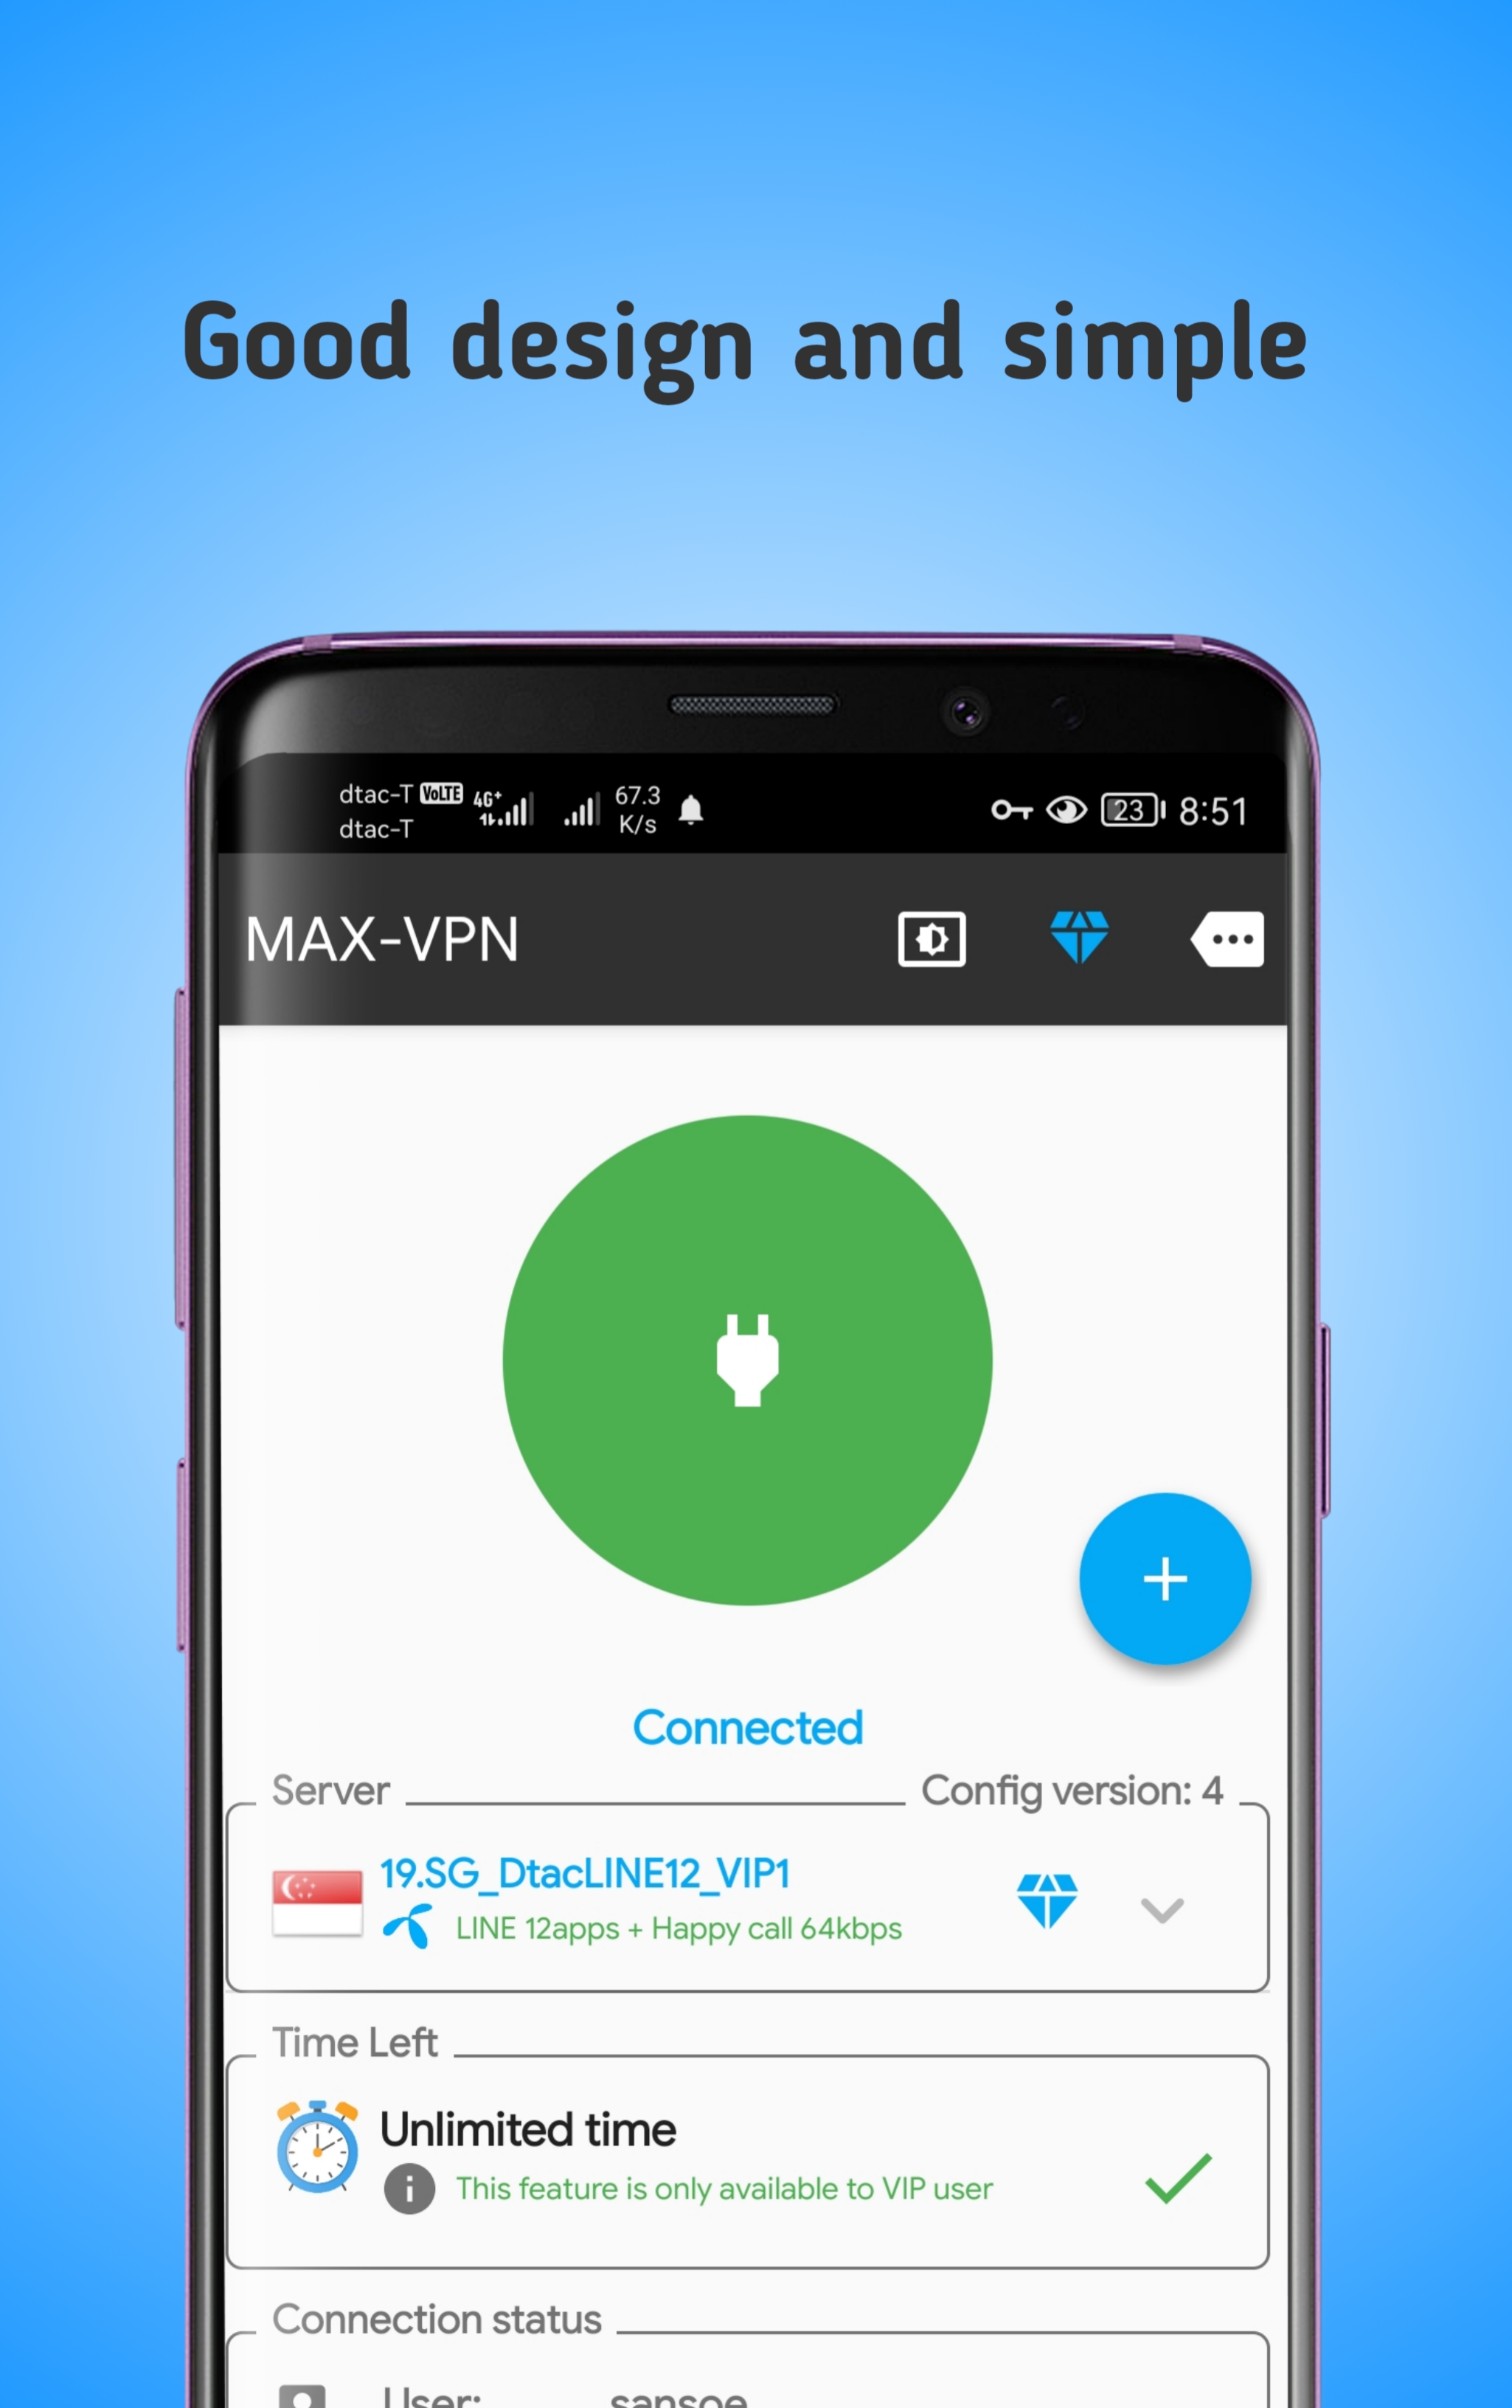 Good design and simple
dtac-T VoLTE 4G+ 67.3 K/s 23 8:51
dtac-T
MAX-VPN
Connected
Server Config version: 4
19.SG_DtacLINE12_VIP1
LINE 12apps + Happy call 64kbps
Time Left
Unlimited time
This feature is only available to VIP user
Connection status
User: sansoe